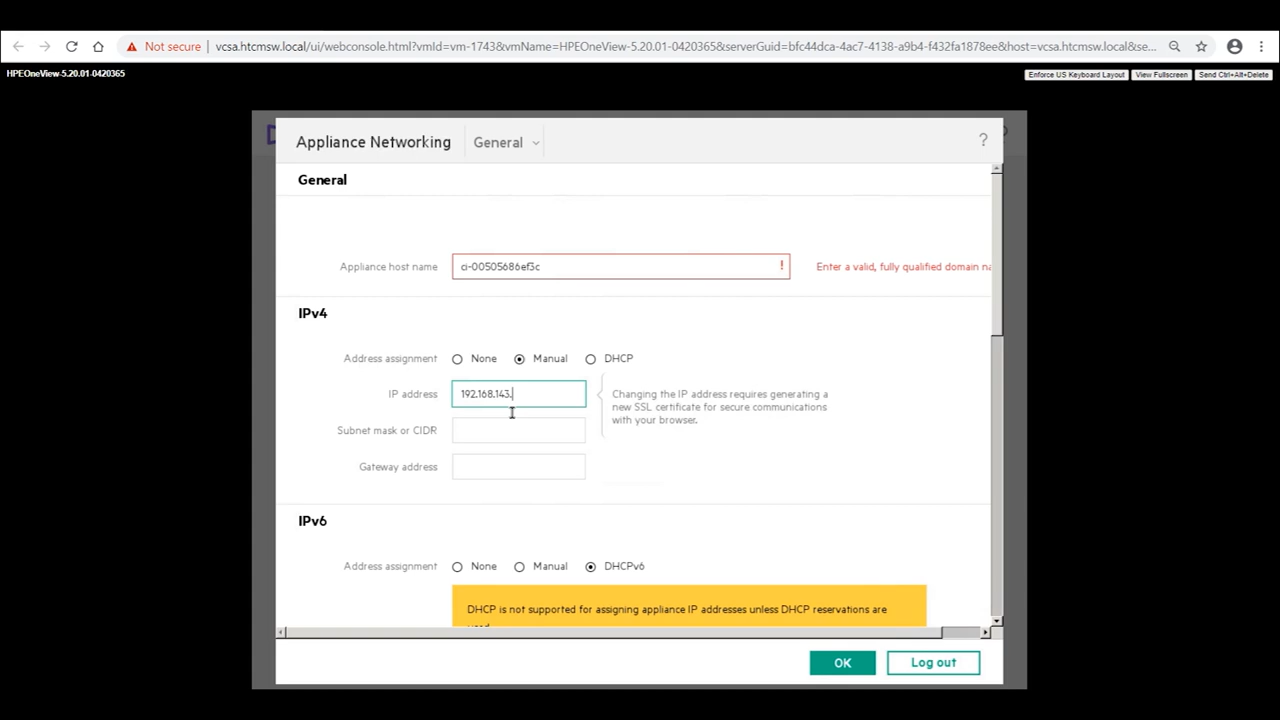 Not secure
vcsa.htcmsw.local/ui/webconsole.html?vmId=vm-1743&vmName=HPEOneView-5.20.01-0420365&serverGuid=bfc44dca-4ac7-4138-a9b4-f432fa1878ee&host=vcsa.htcmsw.local&se...
HPEOneView-5.20.01-0420365
Enforce US Keyboard Layout
View Fullscreen
Send Ctrl+Alt+Delete
Appliance Networking
General
?
General
Appliance host name
ci-00505686ef3c
!
Enter a valid, fully qualified domain na
IPv4
Address assignment
None
Manual
DHCP
IP address
192.168.143.
Changing the IP address requires generating a
new SSL certificate for secure communications
with your browser.
Subnet mask or CIDR
Gateway address
IPv6
Address assignment
None
Manual
DHCPv6
DHCP is not supported for assigning appliance IP addresses unless DHCP reservations are
used
OK
Log out